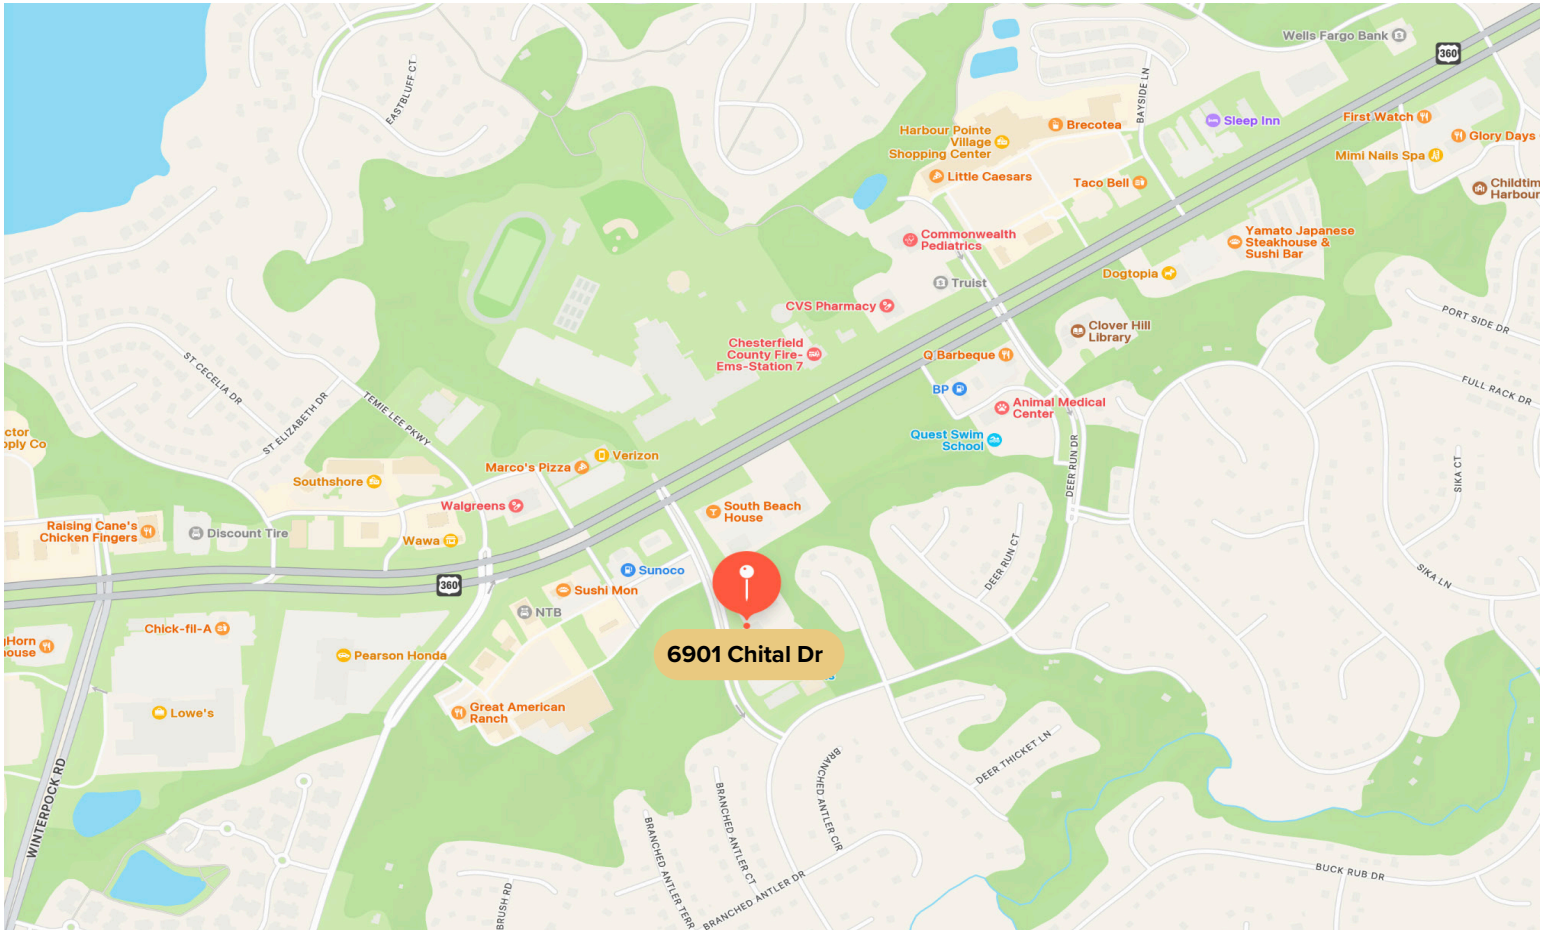 Wells Fargo Bank
360
EASTBLUFF CT
BAYSIDE LN
Harbour Pointe
Village
Shopping Center
Brecotea
Sleep Inn
First Watch
Glory Days
Mimi Nails Spa
Little Caesars
Taco Bell
Childtim
Harbour
Commonwealth
Pediatrics
Yamato Japanese
Steakhouse &
Sushi Bar
Dogtopia
Truist
CVS Pharmacy
PORT SIDE DR
Clover Hill
Library
Chesterfield
County Fire-
Ems-Station 7
Q Barbeque
ST CECELIA DR
TEMIE LEE PKWY
ST ELIZABETH DR
BP
Animal Medical
Center
FULL RACK DR
ctor
pply Co
Quest Swim
School
DEER RUN DR
Verizon
Marco's Pizza
Southshore
SIKA CT
Walgreens
South Beach
House
Raising Cane's
Chicken Fingers
Discount Tire
Wawa
DEER RUN CT
360
Sunoco
SIKA LN
Sushi Mon
NTB
Chick-fil-A
gHorn
house
Pearson Honda
6901 Chital Dr
Lowe's
Great American
Ranch
DEER THICKET LN
BRANCHED ANTLER CIR
BRANCHED ANTLER CT
BRANCHED ANTLER TERR
WINTERPOCK RD
BUCK RUB DR
BRANCHED ANTLER DR
BRUSH RD